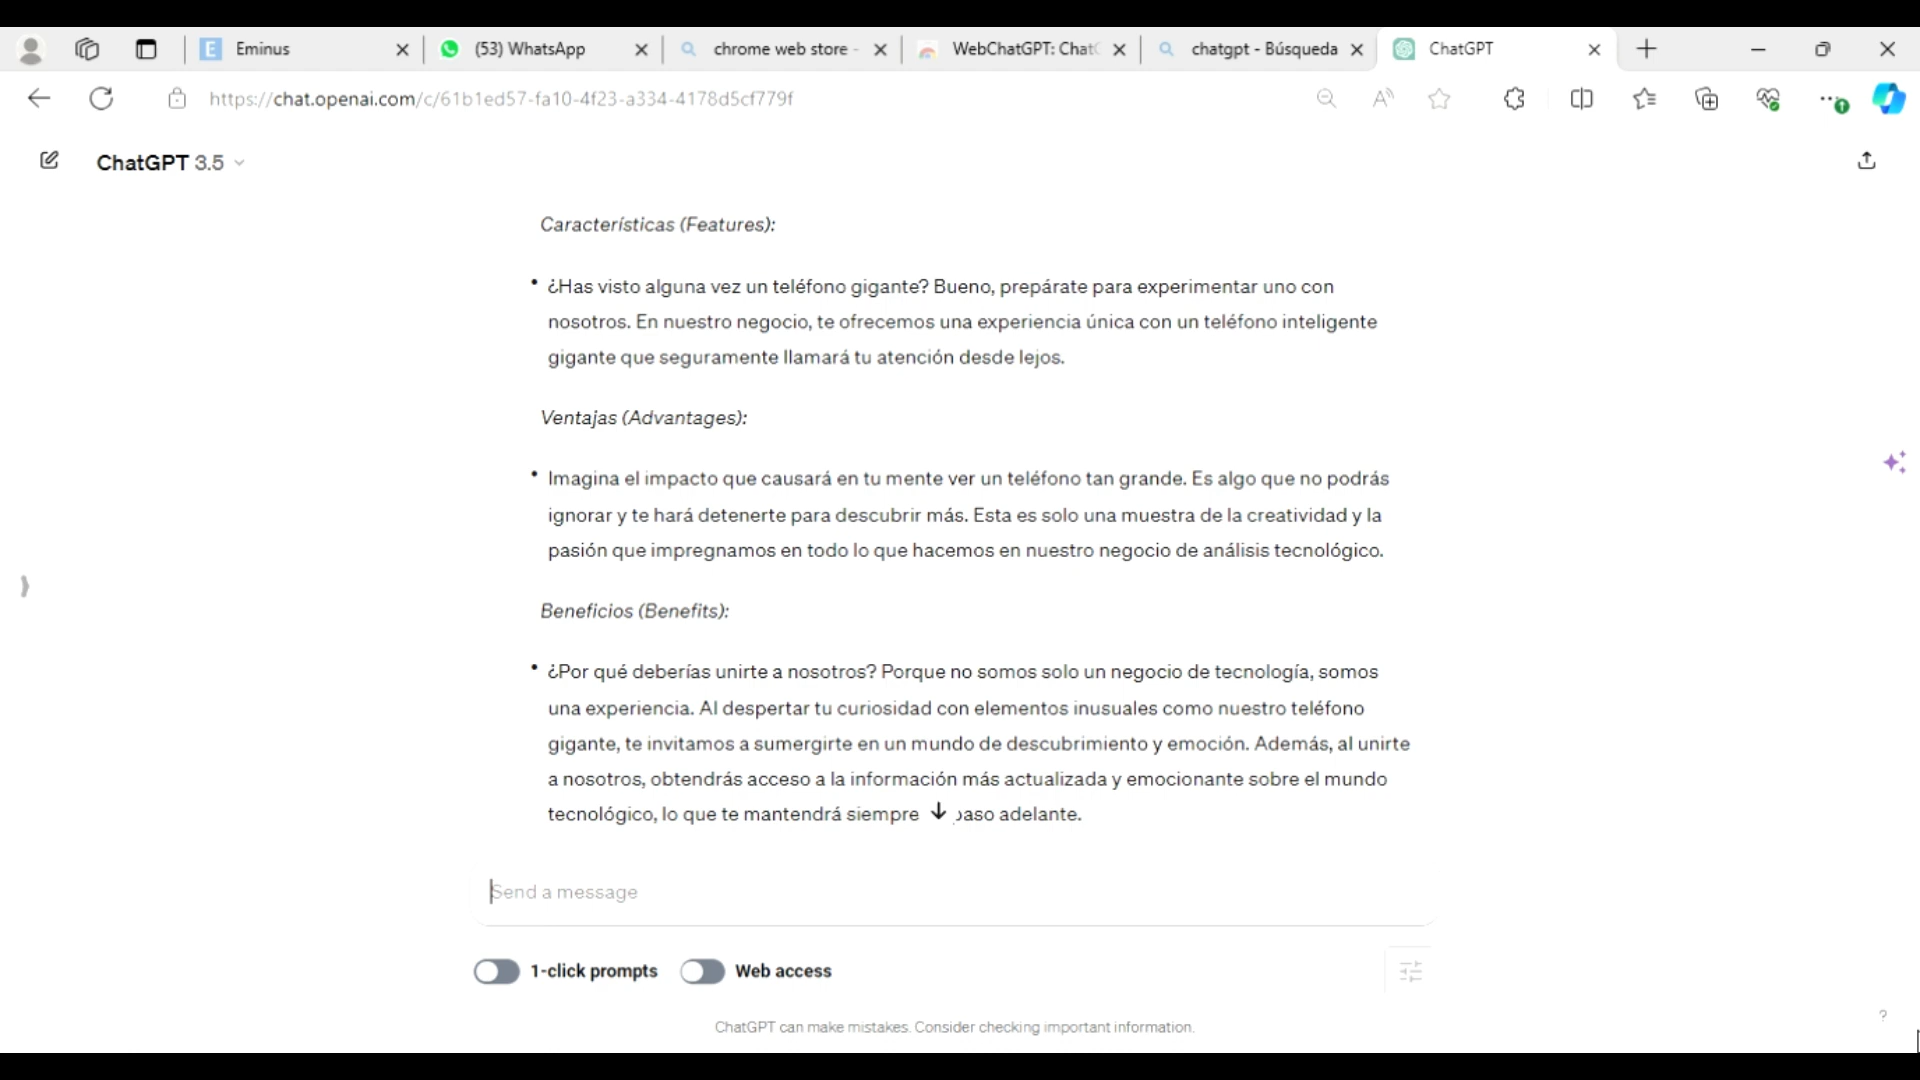 Eminus
(53) WhatsApp
chrome web store -
WebChatGPT: ChatG
chatgpt - Búsqueda
ChatGPT
https://chat.openai.com/c/61b1ed57-fa10-4f23-a334-4178d5cf779f
ChatGPT 3.5
Características (Features):
• ¿Has visto alguna vez un teléfono gigante? Bueno, prepárate para experimentar uno con
nosotros. En nuestro negocio, te ofrecemos una experiencia única con un teléfono inteligente
gigante que seguramente llamará tu atención desde lejos.
Ventajas (Advantages):
• Imagina el impacto que causará en tu mente ver un teléfono tan grande. Es algo que no podrás
ignorar y te hará detenerte para descubrir más. Esta es solo una muestra de la creatividad y la
pasión que impregnamos en todo lo que hacemos en nuestro negocio de análisis tecnológico.
Beneficios (Benefits):
• ¿Por qué deberías unirte a nosotros? Porque no somos solo un negocio de tecnología, somos
una experiencia. Al despertar tu curiosidad con elementos inusuales como nuestro teléfono
gigante, te invitamos a sumergirte en un mundo de descubrimiento y emoción. Además, al unirte
a nosotros, obtendrás acceso a la información más actualizada y emocionante sobre el mundo
tecnológico, lo que te mantendrá siempre paso adelante.
Send a message
1-click prompts
Web access
ChatGPT can make mistakes. Consider checking important information.
?